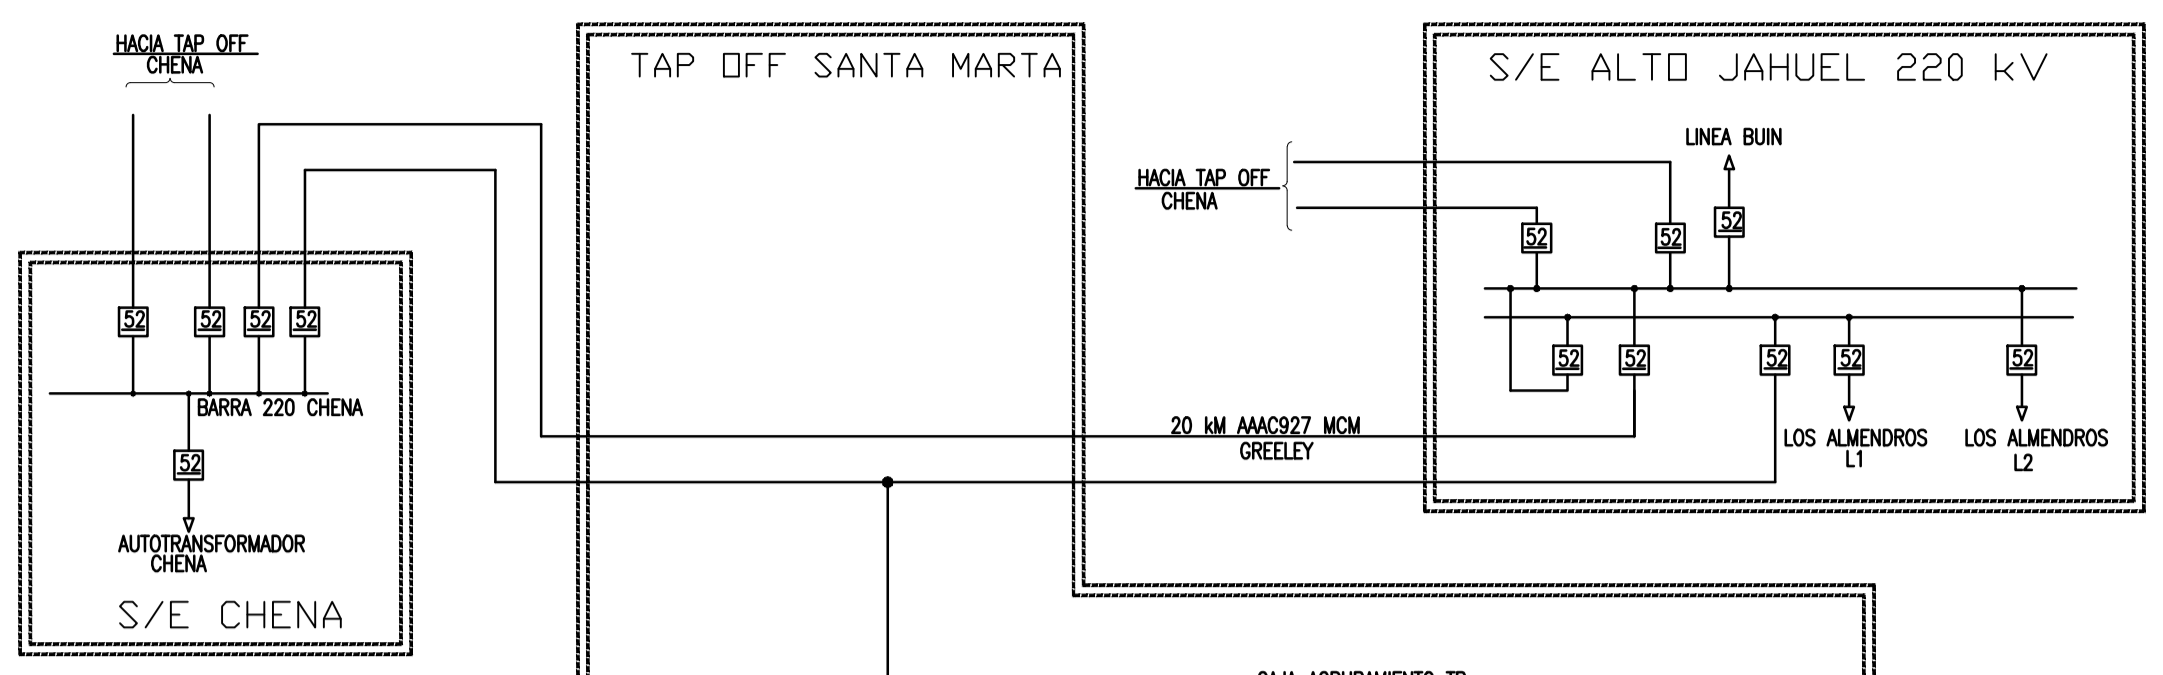 HACIA TAP OFF
CHENA
TAP OFF SANTA MARTA
S/E ALTO JAHUEL 220 kV
LINEA BUIN
HACIA TAP OFF
CHENA
52
52
52
52
52
52
52
BARRA 220 CHENA
52
52
52
52
52
20 kM AAAC927 MCM
GREELEY
LOS ALMENDROS
L1
LOS ALMENDROS
L2
52
AUTOTRANSFORMADOR
CHENA
S/E CHENA